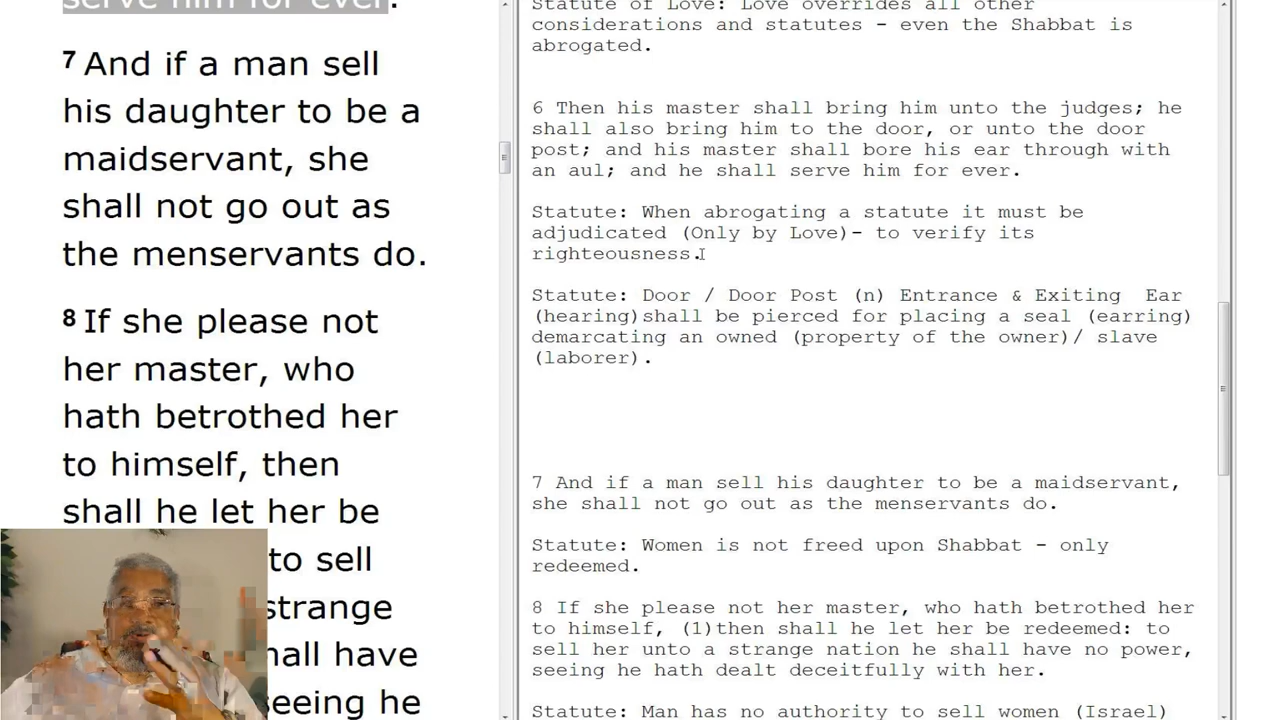 serve him for ever.
7 And if a man sell
his daughter to be a
maidservant, she
shall not go out as
the menservants do.
8 If she please not
her master, who
hath betrothed her
to himself, then
shall he let her be
to sell
strange
hall have
seeing he
Statute of Love: Love overrides all other
considerations and statutes - even the Shabbat is
abrogated.
6 Then his master shall bring him unto the judges; he
shall also bring him to the door, or unto the door
post; and his master shall bore his ear through with
an aul; and he shall serve him for ever.
Statute: When abrogating a statute it must be
adjudicated (Only by Love)- to verify its
righteousness.
Statute: Door / Door Post (n) Entrance & Exiting Ear
(hearing)shall be pierced for placing a seal (earring)
demarcating an owned (property of the owner)/ slave
(laborer).
7 And if a man sell his daughter to be a maidservant,
she shall not go out as the menservants do.
Statute: Women is not freed upon Shabbat - only
redeemed.
8 If she please not her master, who hath betrothed her
to himself, (1)then shall he let her be redeemed: to
sell her unto a strange nation he shall have no power,
seeing he hath dealt deceitfully with her.
Statute: Man has no authority to sell women (Israel)